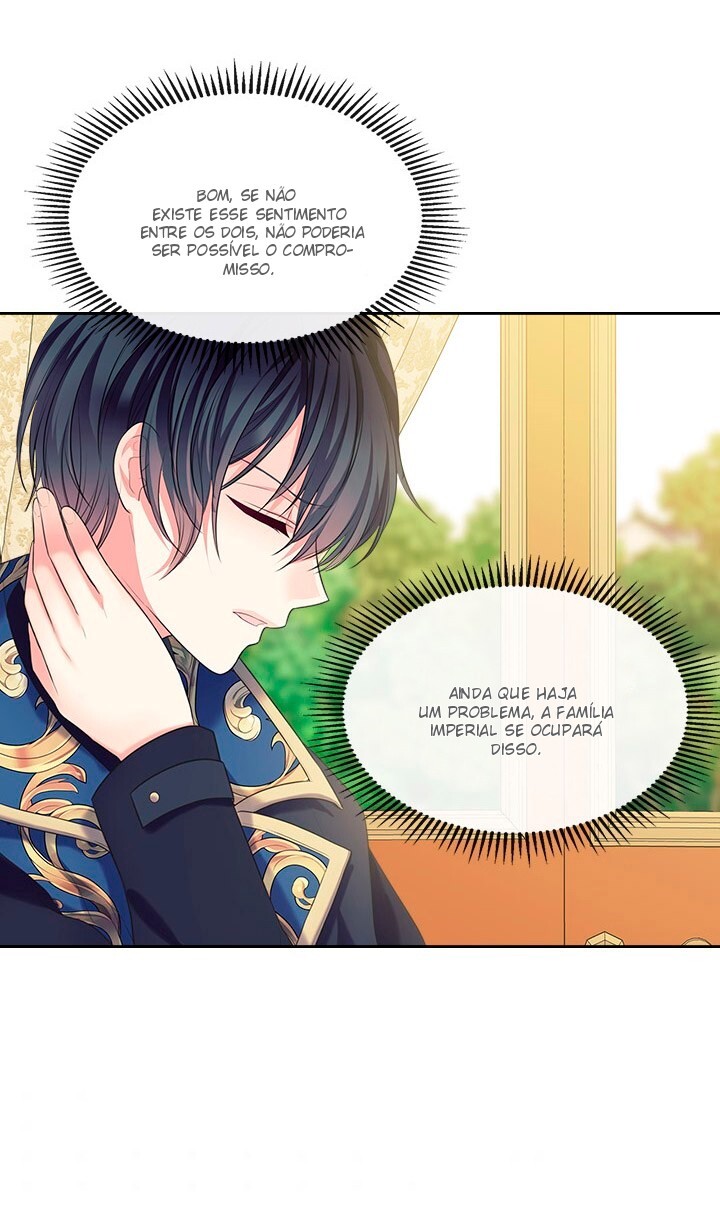 BOM, SE NÃO
EXISTE ESSE SENTIMENTO
ENTRE OS DOIS, NÃO PODERIA
SER POSSÍVEL O COMPRO-
MISSO.
AINDA QUE HAJA
UM PROBLEMA, A FAMÍLIA
IMPERIAL SE OCUPARÁ
DISSO.